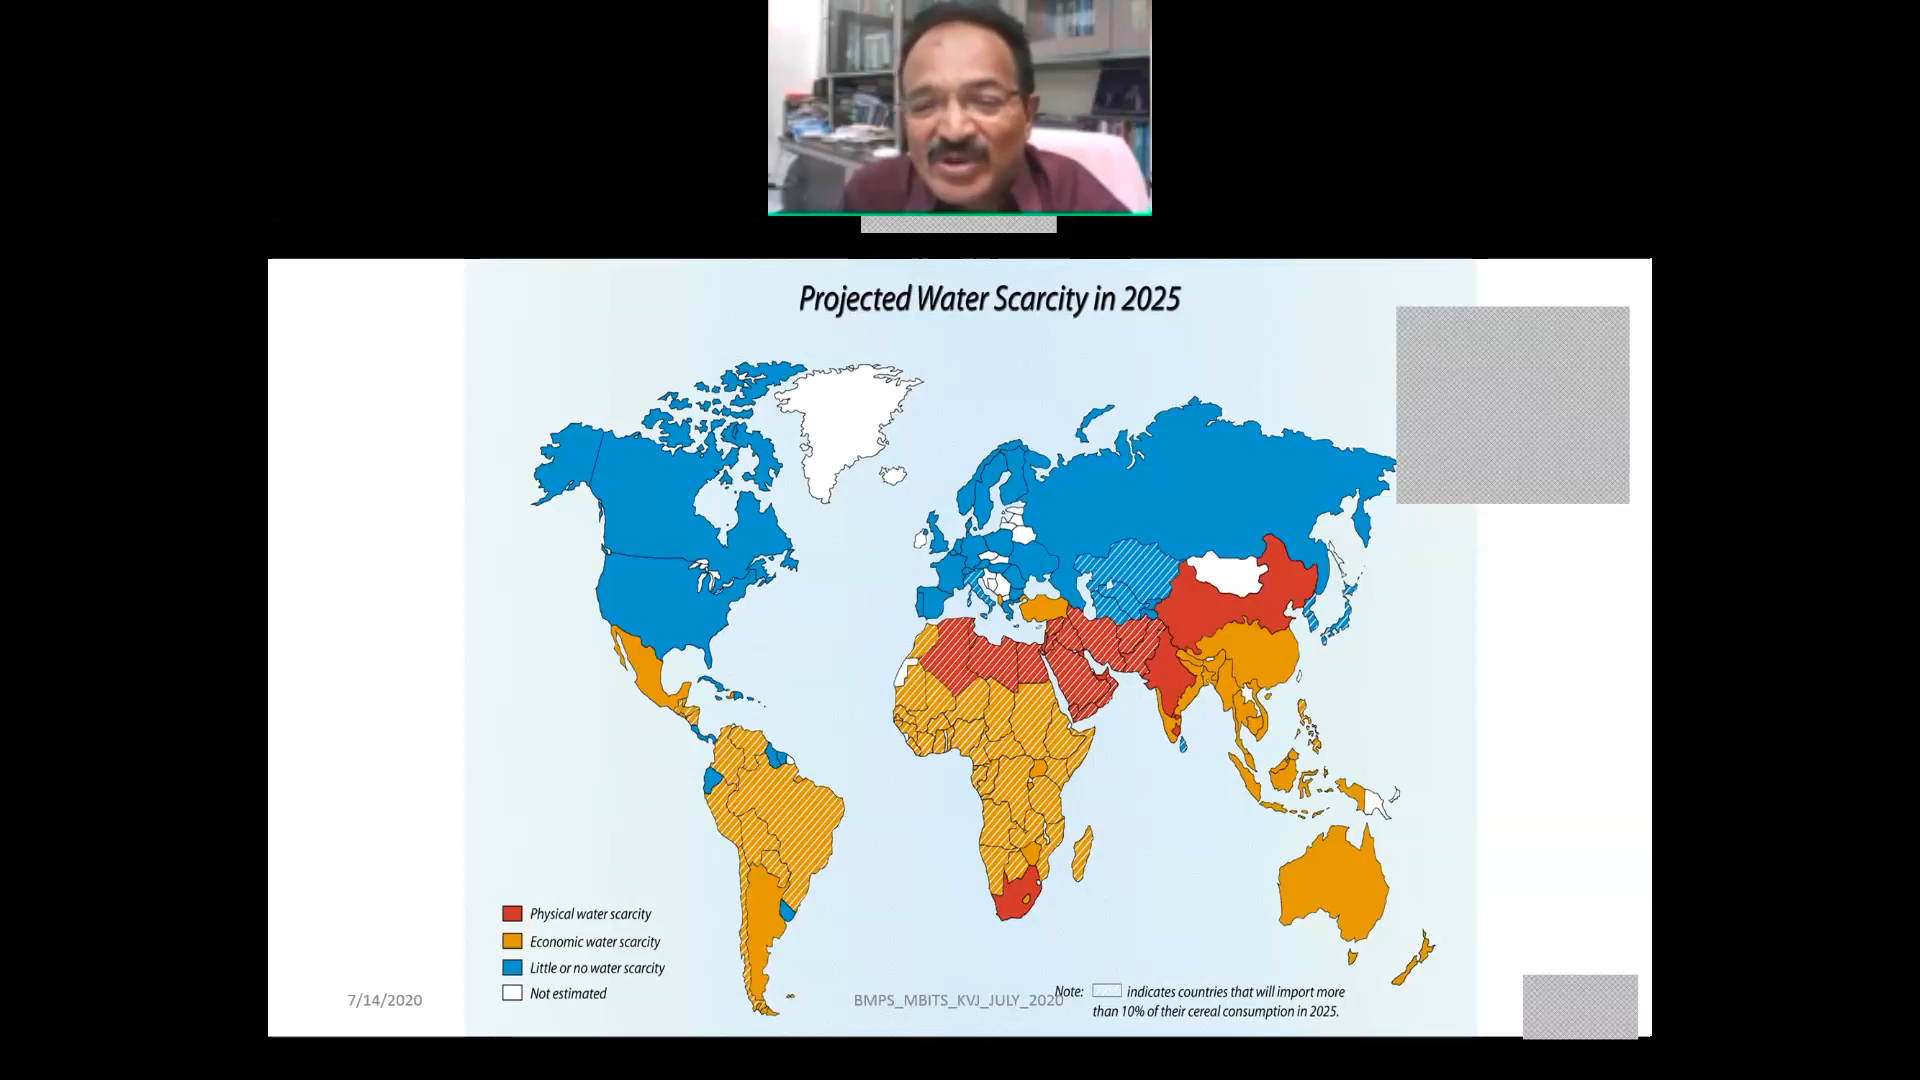 Projected Water Scarcity in 2025
Physical water scarcity
Economic water scarcity
Little or no water scarcity
Not estimated
7/14/2020
BMPS_MBITS_KVJ_JULY_2020
Note: indicates countries that will import more
than 10% of their cereal consumption in 2025.